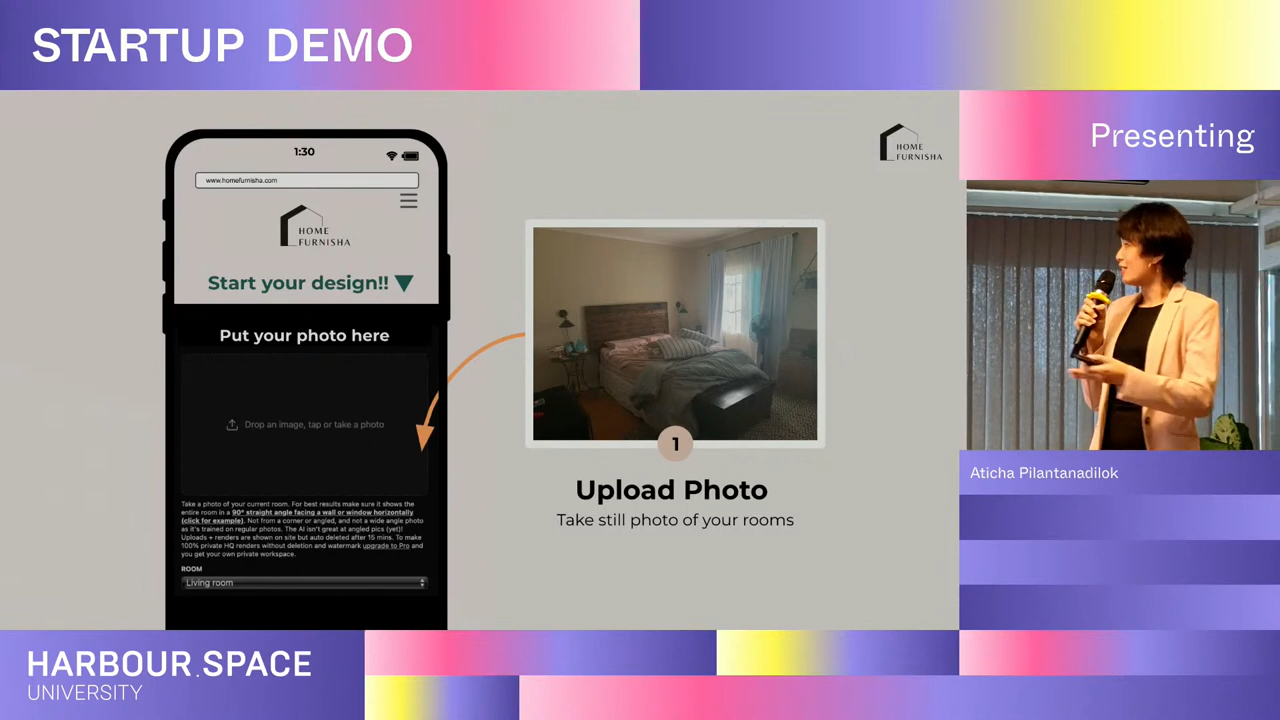 STARTUP DEMO
Presenting
HOME
FURNISHA
1:30
www.homefurnisha.com
HOME
FURNISHA
Start your design!!
Put your photo here
Drop an image, tap or take a photo
Take a photo of your current room. For best results make sure it shows the
entire room in a 90° straight angle facing a wall or window horizontally
(click for example). Not from a corner or angled, and not a wide angle photo
as it's trained on regular photos. The AI isn't great at angled pics (yet)!
Uploads + renders are shown on site but auto deleted after 15 mins. To make
100% private HQ renders without deletion and watermark upgrade to Pro and
you get your own private workspace.
ROOM
Living room
1
Upload Photo
Take still photo of your rooms
Aticha Pilantanadilok
HARBOUR.SPACE
UNIVERSITY